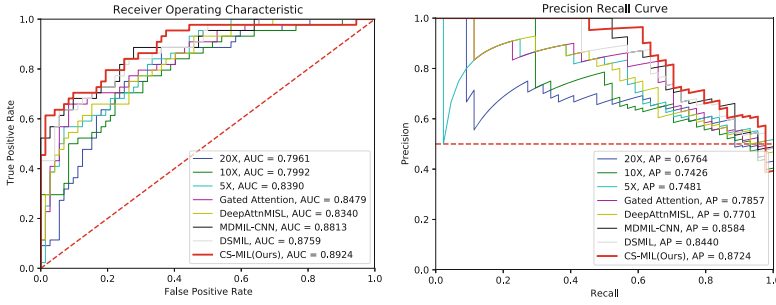 Receiver Operating Characteristic
1.0
0.8
0.6
0.4
0.2
0.0
True Positive Rate
20X, AUC = 0.7961
10X, AUC = 0.7992
5X, AUC = 0.8390
Gated Attention, AUC = 0.8479
DeepAttnMISL, AUC = 0.8340
MDMIL-CNN, AUC = 0.8813
DSMIL, AUC = 0.8759
CS-MIL(Ours), AUC = 0.8924
0.0 0.2 0.4 0.6 0.8 1.0
False Positive Rate
Precision Recall Curve
1.0
0.8
0.6
0.4
0.2
0.0
Precision
20X, AP = 0.6764
10X, AP = 0.7426
5X, AP = 0.7481
Gated Attention, AP = 0.7857
DeepAttnMISL, AP = 0.7701
MDMIL-CNN, AP = 0.8584
DSMIL, AP = 0.8440
CS-MIL(Ours), AP = 0.8724
0.0 0.2 0.4 0.6 0.8 1.0
Recall